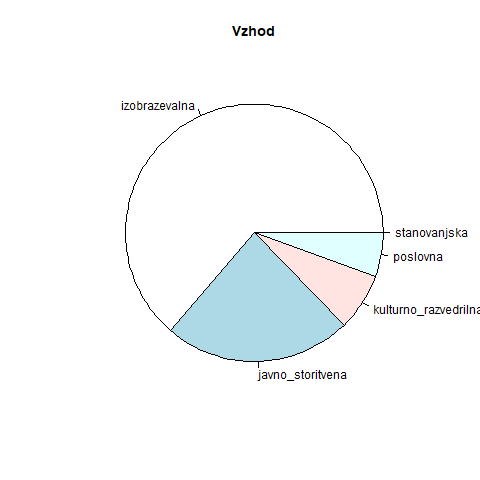 Vzhod
izobrazevalna
stanovanjska
poslovna
kulturno_razvedrilna
javno_storitvena